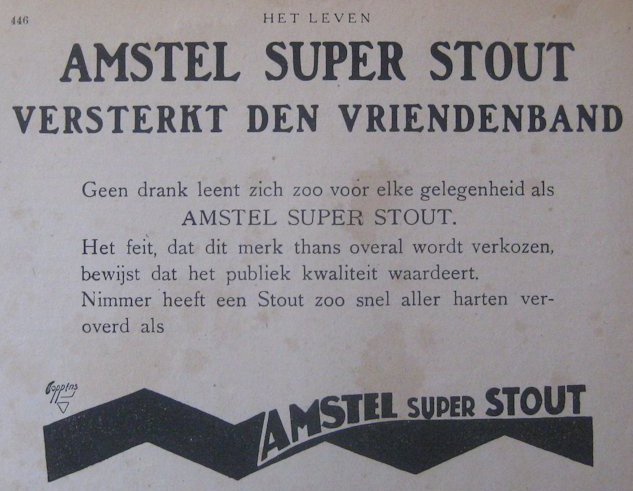 446
HET LEVEN
AMSTEL SUPER STOUT
VERSTERKT DEN VRIENDENBAND
Geen drank leent zich zoo voor elke gelegenheid als
AMSTEL SUPER STOUT.
Het feit, dat dit merk thans overal wordt verkozen,
bewijst dat het publiek kwaliteit waardeert.
Nimmer heeft een Stout zoo snel aller harten ver-
overd als
AMSTEL SUPER STOUT